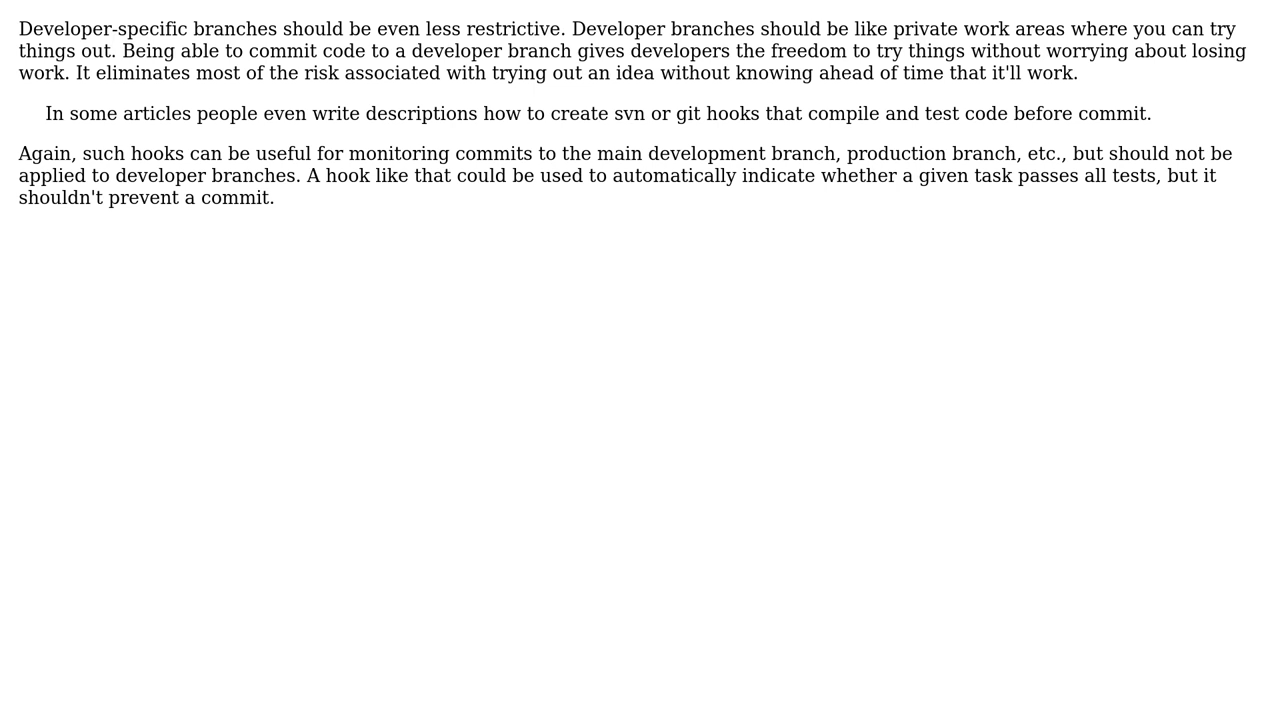 Developer-specific branches should be even less restrictive. Developer branches should be like private work areas where you can try
things out. Being able to commit code to a developer branch gives developers the freedom to try things without worrying about losing
work. It eliminates most of the risk associated with trying out an idea without knowing ahead of time that it'll work.
In some articles people even write descriptions how to create svn or git hooks that compile and test code before commit.
Again, such hooks can be useful for monitoring commits to the main development branch, production branch, etc., but should not be
applied to developer branches. A hook like that could be used to automatically indicate whether a given task passes all tests, but it
shouldn't prevent a commit.